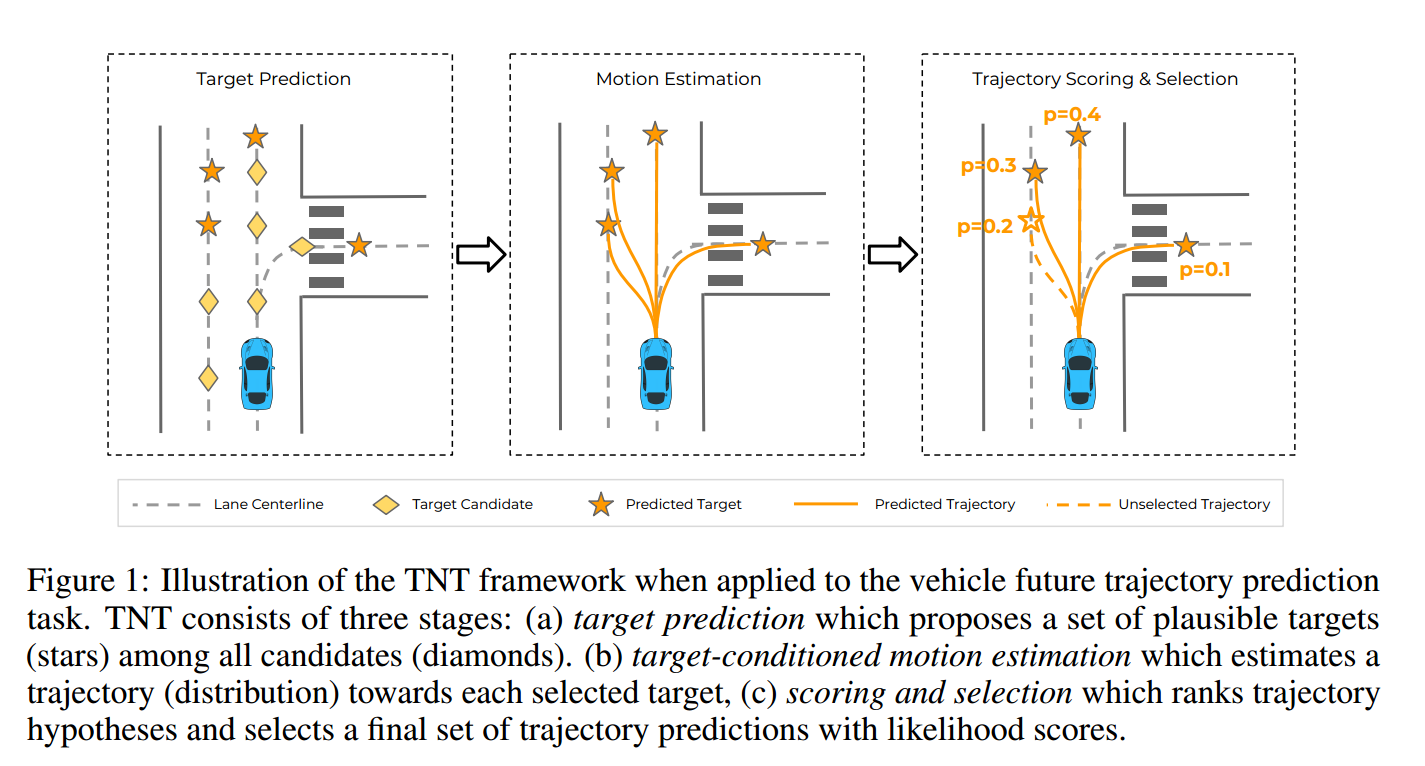 Target Prediction
Motion Estimation
Trajectory Scoring & Selection
p=0.4
p=0.3
p=0.2
p=0.1
Lane Centerline
Target Candidate
Predicted Target
Predicted Trajectory
Unselected Trajectory
Figure 1: Illustration of the TNT framework when applied to the vehicle future trajectory prediction
task. TNT consists of three stages: (a) target prediction which proposes a set of plausible targets
(stars) among all candidates (diamonds). (b) target-conditioned motion estimation which estimates a
trajectory (distribution) towards each selected target, (c) scoring and selection which ranks trajectory
hypotheses and selects a final set of trajectory predictions with likelihood scores.